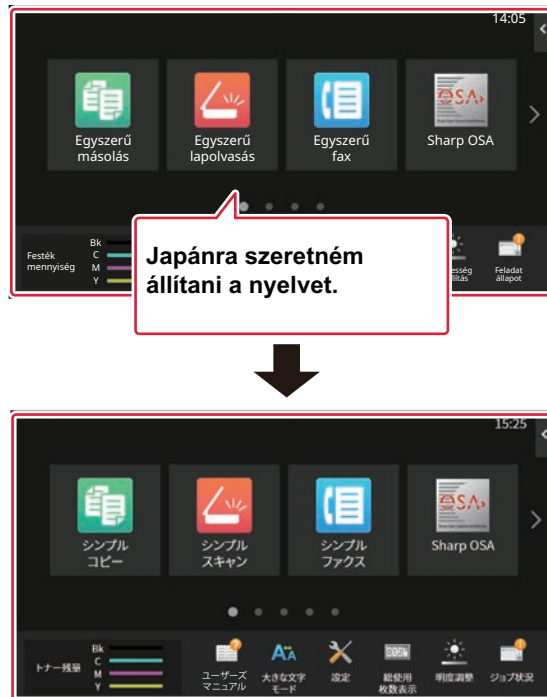 14:05
Egyszerű
másolás
Egyszerű
lapolvasás
Egyszerű
fax
Sharp OSA
Festék
mennyiség
Bk
C
M
Y
Feladat
állapot
Japánra szeretném
állítani a nyelvet.
15:25
シンプル
コピー
シンプル
スキャン
シンプル
ファクス
Sharp OSA
トナー残量
Bk
C
M
Y
ユーザーズ
マニュアル
大きな文字
モード
設定
総使用
枚数表示
明度調整
ジョブ状況